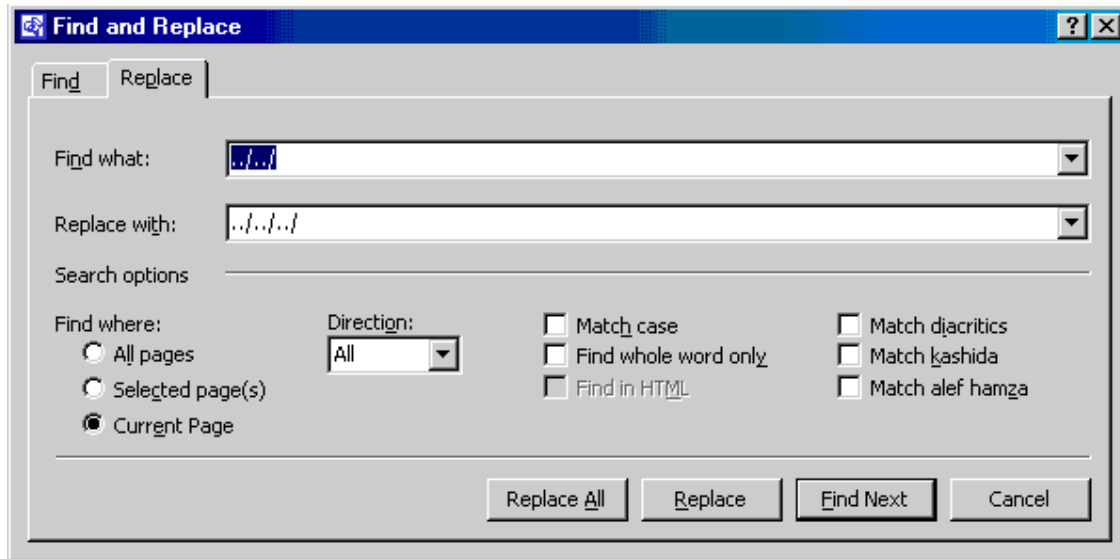 Find and Replace
Find Replace
Find what: ../../
Replace with: ../../../
Search options
Find where: Direction: Match case Match diacritics
All pages All Find whole word only Match kashida
Selected page(s) Find in HTML Match alef hamza
Current Page
Replace All Replace Find Next Cancel